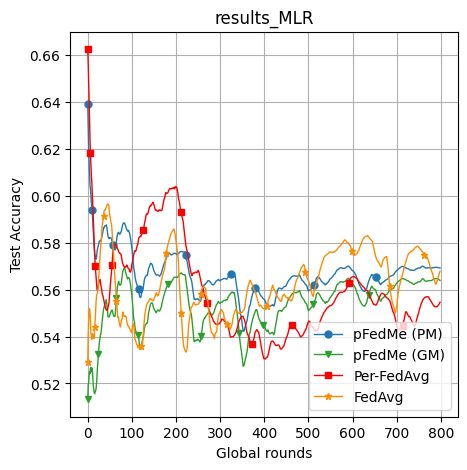 results_MLR
0.66
0.64
0.62
0.60
0.58
0.56
0.54
0.52
Test Accuracy
pFedMe (PM)
pFedMe (GM)
Per-FedAvg
FedAvg
0 100 200 300 400 500 600 700 800
Global rounds